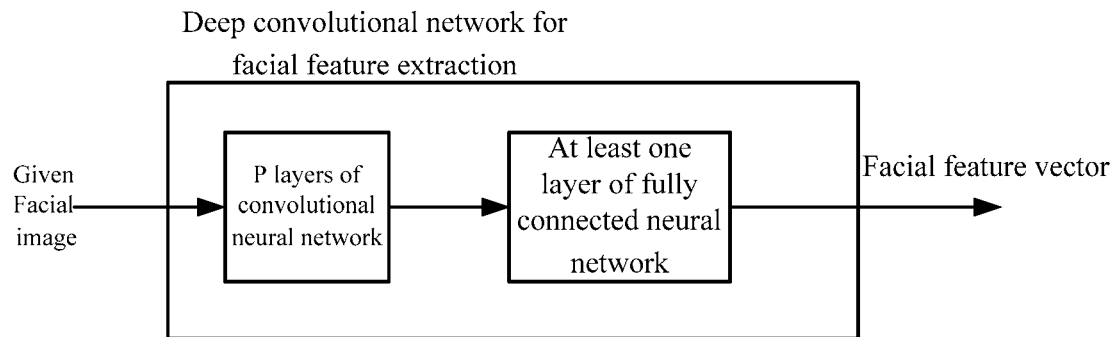 Deep convolutional network for
facial feature extraction
Given
Facial
image
P layers of
convolutional
neural network
At least one
layer of fully
connected neural
network
Facial feature vector